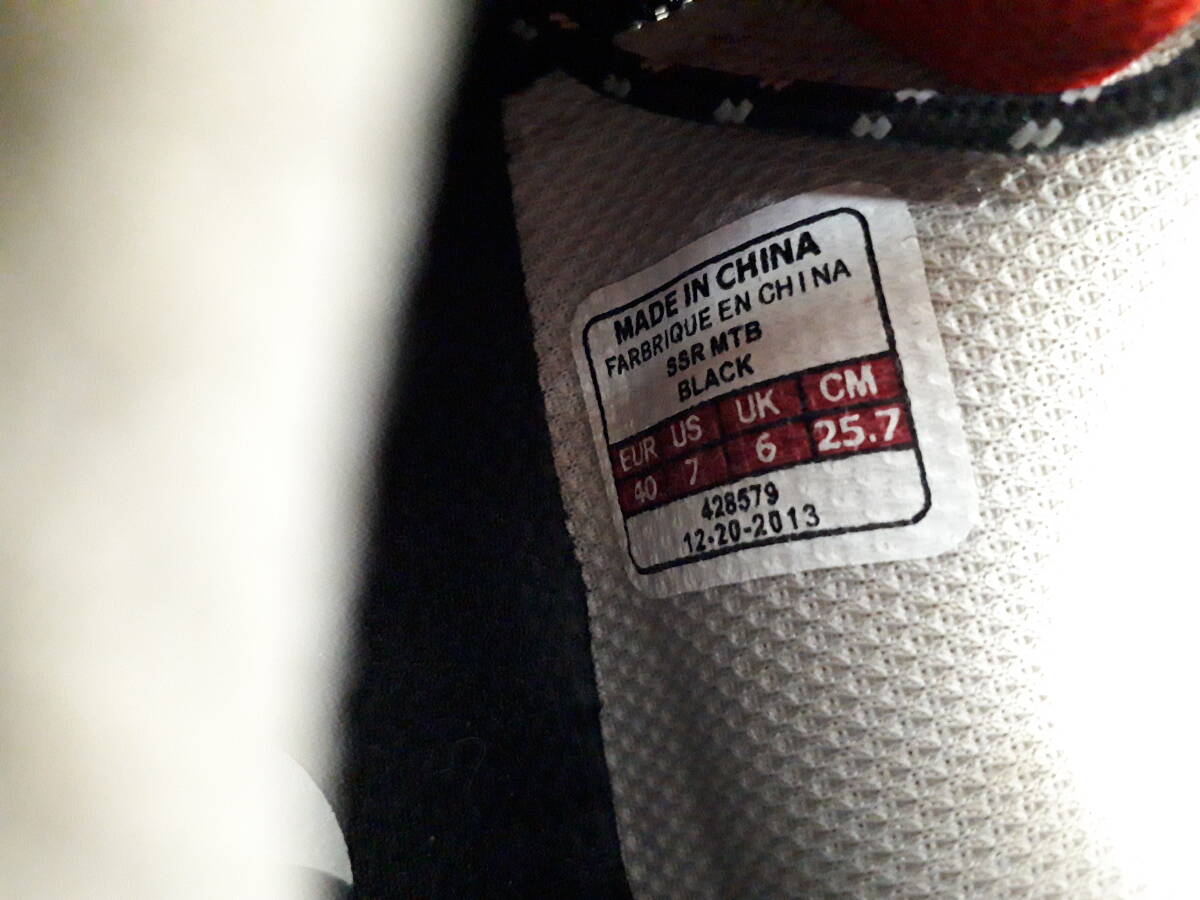 MADE IN CHINA
FARBRIQUE EN CHINA
SSR MTB
BLACK
EUR US UK CM
40 7 6 25.7
428579
12-20-2013